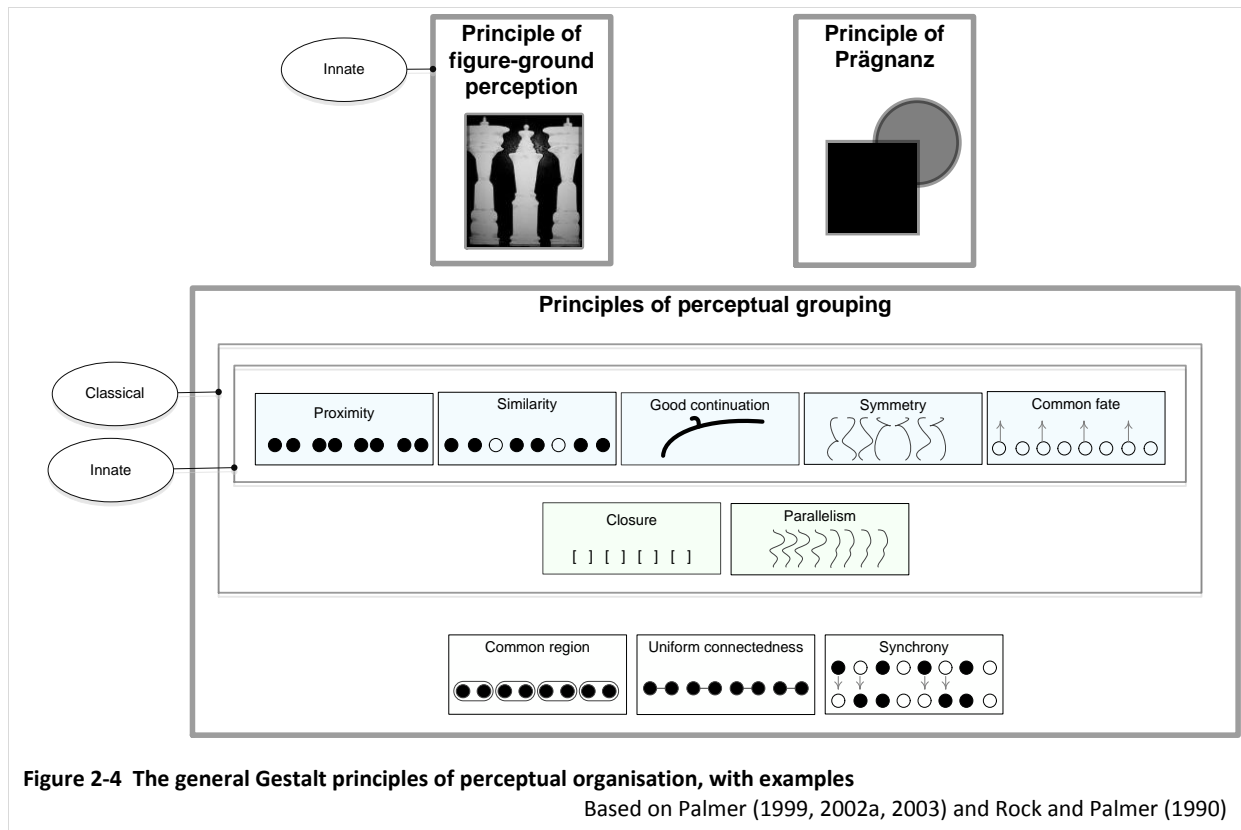 Principle of
figure-ground
perception
Principle of
Prägnanz
Innate
Principles of perceptual grouping
Classical
Innate
Proximity
Similarity
Good continuation
Symmetry
Common fate
Closure
[ ] [ ] [ ] [ ]
Parallelism
Common region
Uniform connectedness
Synchrony
Figure 2-4 The general Gestalt principles of perceptual organisation, with examples
Based on Palmer (1999, 2002a, 2003) and Rock and Palmer (1990)